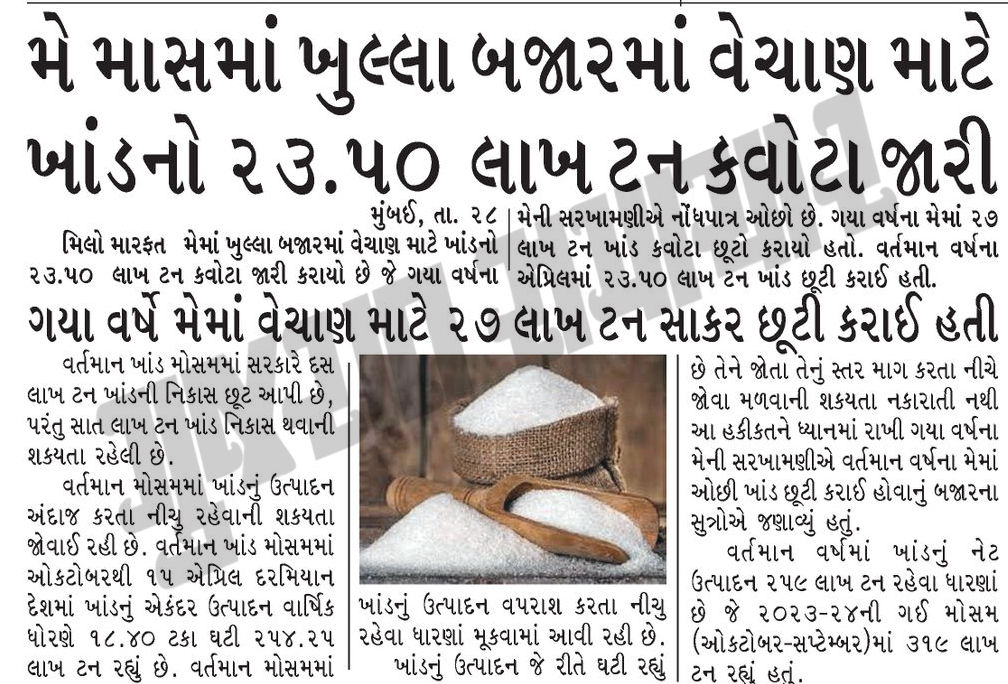 મે માસમાં ખુલ્લા બજારમાં વેચાણ માટે
ખાંડનો ૨૩.૫૦ લાખ ટન કવોટા જારી
મુંબઈ, તા. ૨૮
મિલો મારફત મેમાં ખુલ્લા બજારમાં વેચાણ માટે ખાંડનો
૨૩.૫૦ લાખ ટન કવોટા જારી કરાયો છે જે ગયા વર્ષના
મેની સરખામણીએ નોંધપાત્ર ઓછો છે. ગયા વર્ષના મેમાં ૨૭
લાખ ટન ખાંડ કવોટા છૂટો કરાયો હતો. વર્તમાન વર્ષના
એપ્રિલમાં ૨૩.૫૦ લાખ ટન ખાંડ છૂટી કરાઈ હતી.
ગયા વર્ષે મેમાં વેચાણ માટે ૨૭ લાખ ટન સાકર છૂટી કરાઈ હતી
વર્તમાન ખાંડ મોસમમાં સરકારે દસ
લાખ ટન ખાંડની નિકાસ છૂટ આપી છે,
પરંતુ સાત લાખ ટન ખાંડ નિકાસ થવાની
શકયતા રહેલી છે.
વર્તમાન મોસમમાં ખાંડનું ઉત્પાદન
અંદાજ કરતા નીચુ રહેવાની શકયતા
જોવાઈ રહી છે. વર્તમાન ખાંડ મોસમમાં
ઓકટોબરથી ૧૫ એપ્રિલ દરમિયાન
દેશમાં ખાંડનું એકંદર ઉત્પાદન વાર્ષિક
ધોરણે ૧૮.૪૦ ટકા ઘટી ૨૫૪.૨૫
લાખ ટન રહ્યું છે. વર્તમાન મોસમમાં
ખાંડનું ઉત્પાદન વપરાશ કરતા નીચુ
રહેવા ધારણાં મૂકવામાં આવી રહી છે.
ખાંડનું ઉત્પાદન જે રીતે ઘટી રહ્યું
છે તેને જોતા તેનું સ્તર માગ કરતા નીચે
જોવા મળવાની શકયતા નકારાતી નથી
આ હકીકતને ધ્યાનમાં રાખી ગયા વર્ષના
મેની સરખામણીએ વર્તમાન વર્ષના મેમાં
ઓછી ખાંડ છૂટી કરાઈ હોવાનું બજારના
સુત્રોએ જણાવ્યું હતું.
વર્તમાન વર્ષમાં ખાંડનું નેટ
ઉત્પાદન ૨૫૯ લાખ ટન રહેવા ધારણાં
છે જે ૨૦૨૩-૨૪ની ગઈ મોસમ
(ઓકટોબર-સપ્ટેમ્બર)માં ૩૧૯ લાખ
ટન રહ્યું હતું.